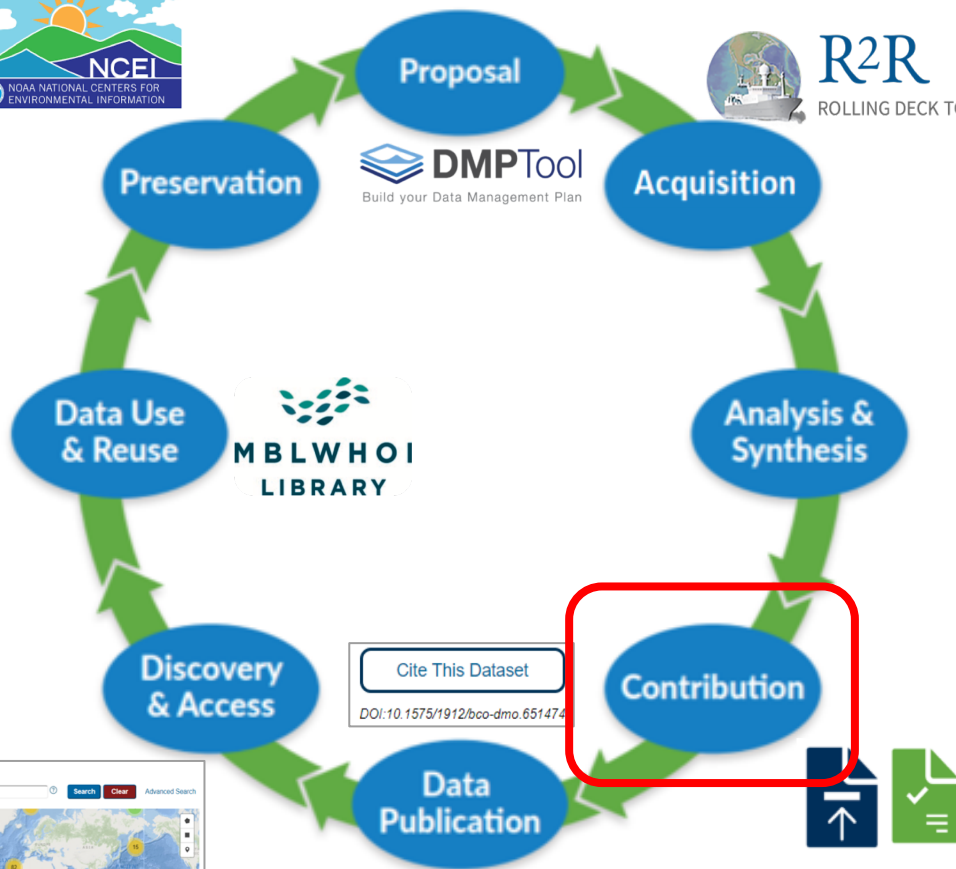 NCEI
NOAA NATIONAL CENTERS FOR
ENVIRONMENTAL INFORMATION
Proposal
R2R
ROLLING DECK TO
DMPTool
Build your Data Management Plan
Preservation
Acquisition
Data Use
& Reuse
MBLWHOI
LIBRARY
Analysis &
Synthesis
Discovery
& Access
Cite This Dataset
DOI:10.1575/1912/bco-dmo.651474
Contribution
Data
Publication
Search
Clear
Advanced Search
16
82